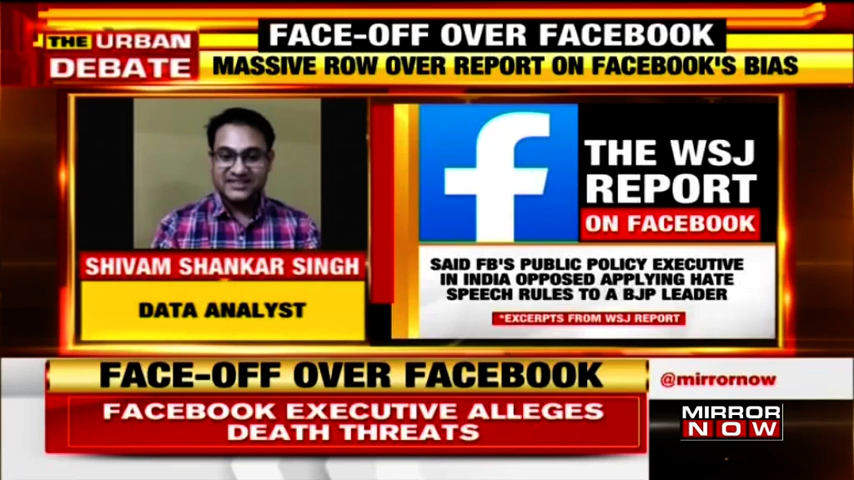 THE URBAN
DEBATE
FACE-OFF OVER FACEBOOK
MASSIVE ROW OVER REPORT ON FACEBOOK'S BIAS
SHIVAM SHANKAR SINGH
DATA ANALYST
f
THE WSJ
REPORT
ON FACEBOOK
SAID FB'S PUBLIC POLICY EXECUTIVE
IN INDIA OPPOSED APPLYING HATE
SPEECH RULES TO A BJP LEADER
*EXCERPTS FROM WSJ REPORT
FACE-OFF OVER FACEBOOK
FACEBOOK EXECUTIVE ALLEGES
DEATH THREATS
@mirrornow
MIRROR
NOW